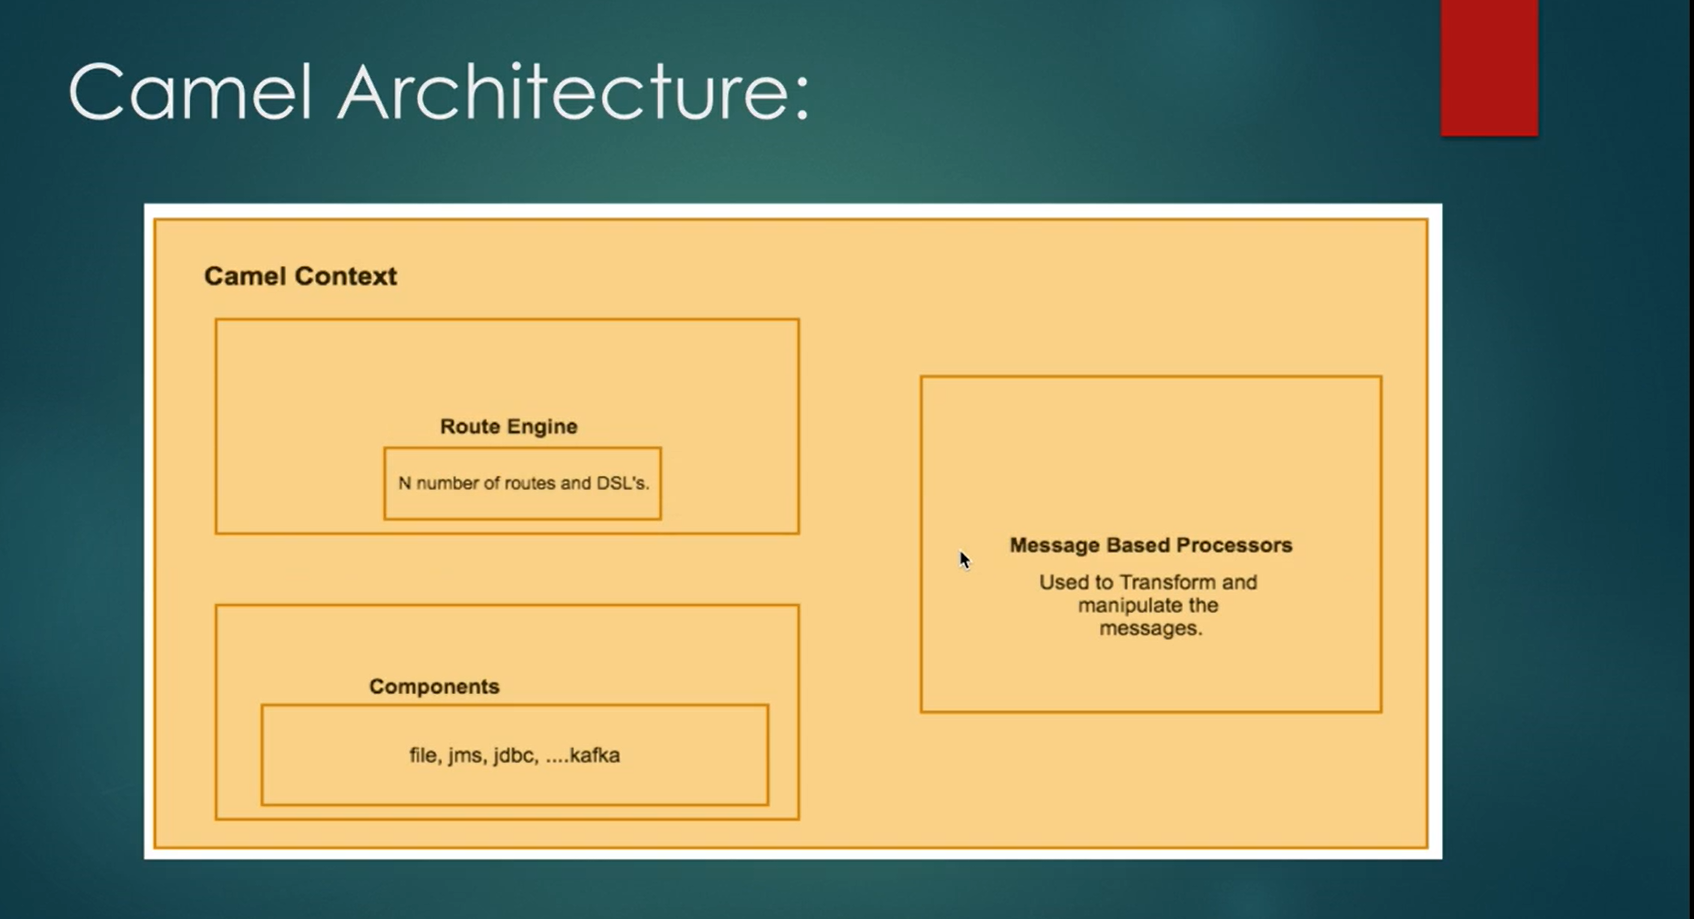 Camel Architecture:
Camel Context
Route Engine
N number of routes and DSL's.
Components
file, jms, jdbc, ....kafka
Message Based Processors
Used to Transform and
manipulate the
messages.